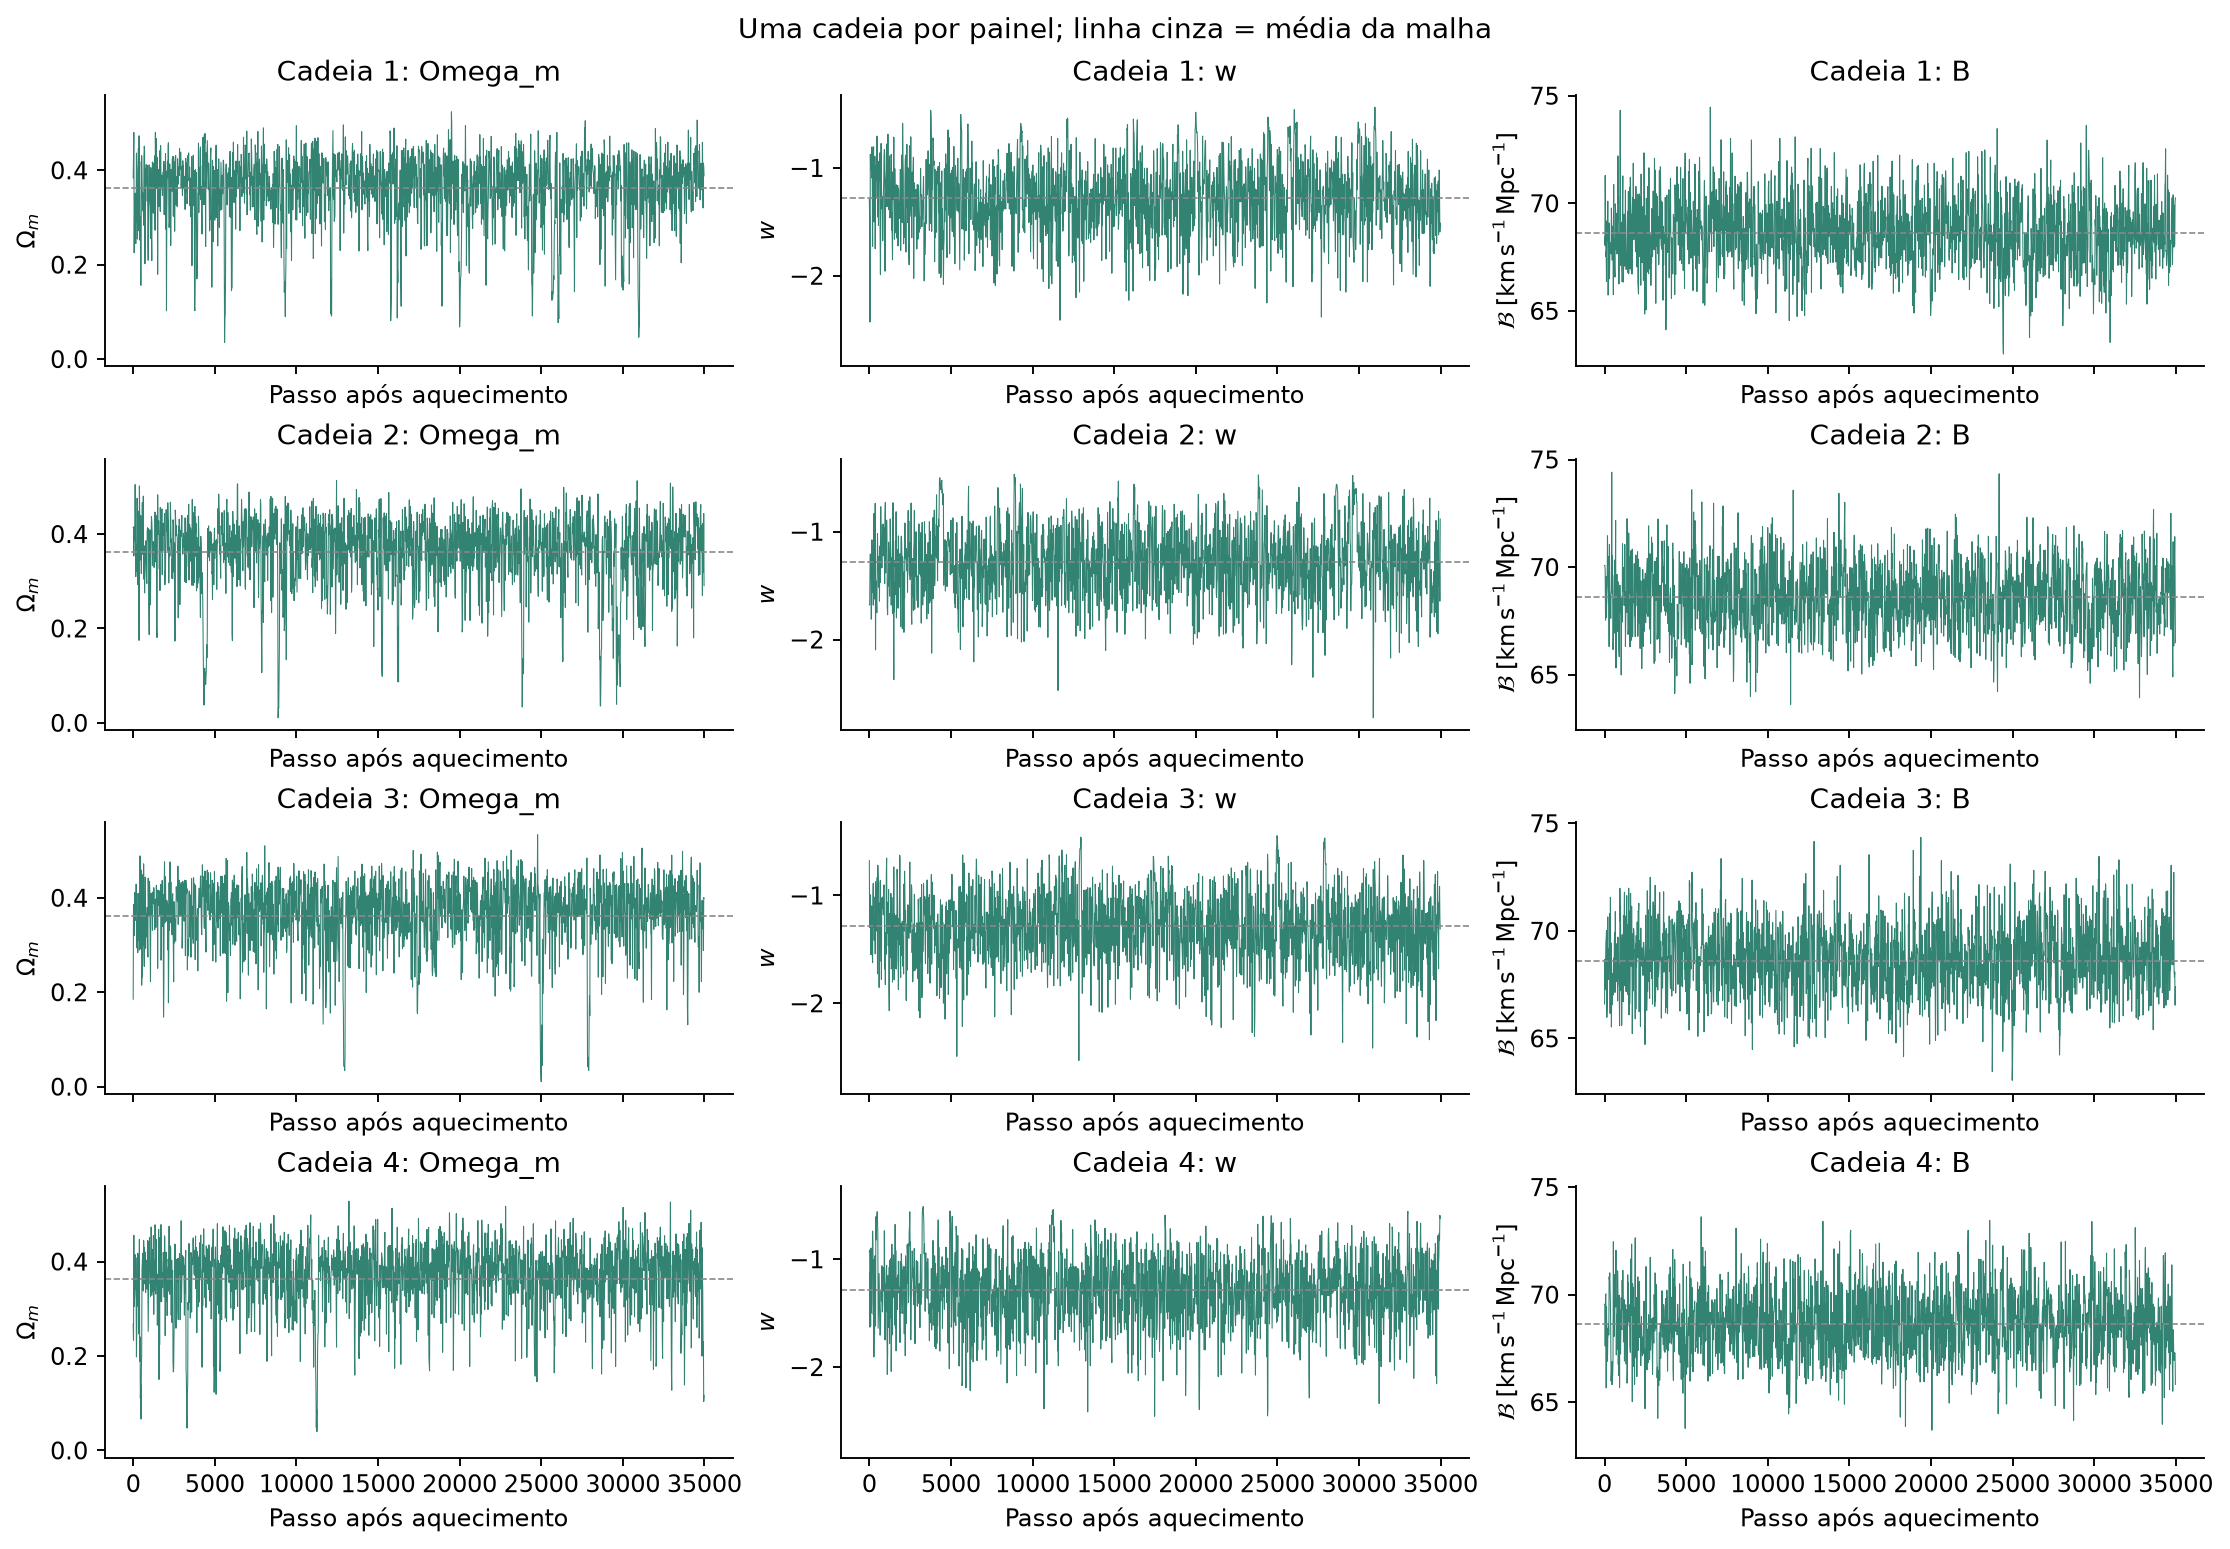 Uma cadeia por painel; linha cinza = média da malha
Cadeia 1: Omega_m
Ω_m
0.4
0.2
0.0
Passo após aquecimento
Cadeia 1: w
w
−1
−2
Passo após aquecimento
Cadeia 1: B
ℬ [km s⁻¹ Mpc⁻¹]
75
70
65
Passo após aquecimento
Cadeia 2: Omega_m
Ω_m
0.4
0.2
0.0
Passo após aquecimento
Cadeia 2: w
w
−1
−2
Passo após aquecimento
Cadeia 2: B
ℬ [km s⁻¹ Mpc⁻¹]
75
70
65
Passo após aquecimento
Cadeia 3: Omega_m
Ω_m
0.4
0.2
0.0
Passo após aquecimento
Cadeia 3: w
w
−1
−2
Passo após aquecimento
Cadeia 3: B
ℬ [km s⁻¹ Mpc⁻¹]
75
70
65
Passo após aquecimento
Cadeia 4: Omega_m
Ω_m
0.4
0.2
0.0
0 5000 10000 15000 20000 25000 30000 35000
Passo após aquecimento
Cadeia 4: w
w
−1
−2
0 5000 10000 15000 20000 25000 30000 35000
Passo após aquecimento
Cadeia 4: B
ℬ [km s⁻¹ Mpc⁻¹]
75
70
65
0 5000 10000 15000 20000 25000 30000 35000
Passo após aquecimento